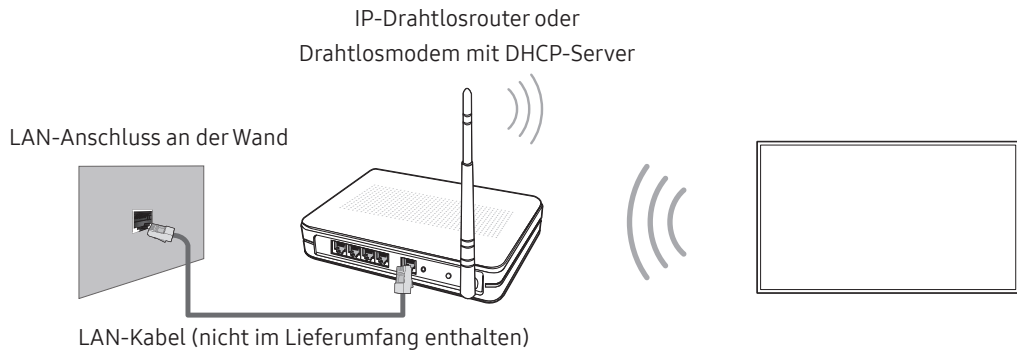 IP-Drahtlosrouter oder
Drahtlosmodem mit DHCP-Server
LAN-Anschluss an der Wand
LAN-Kabel (nicht im Lieferumfang enthalten)